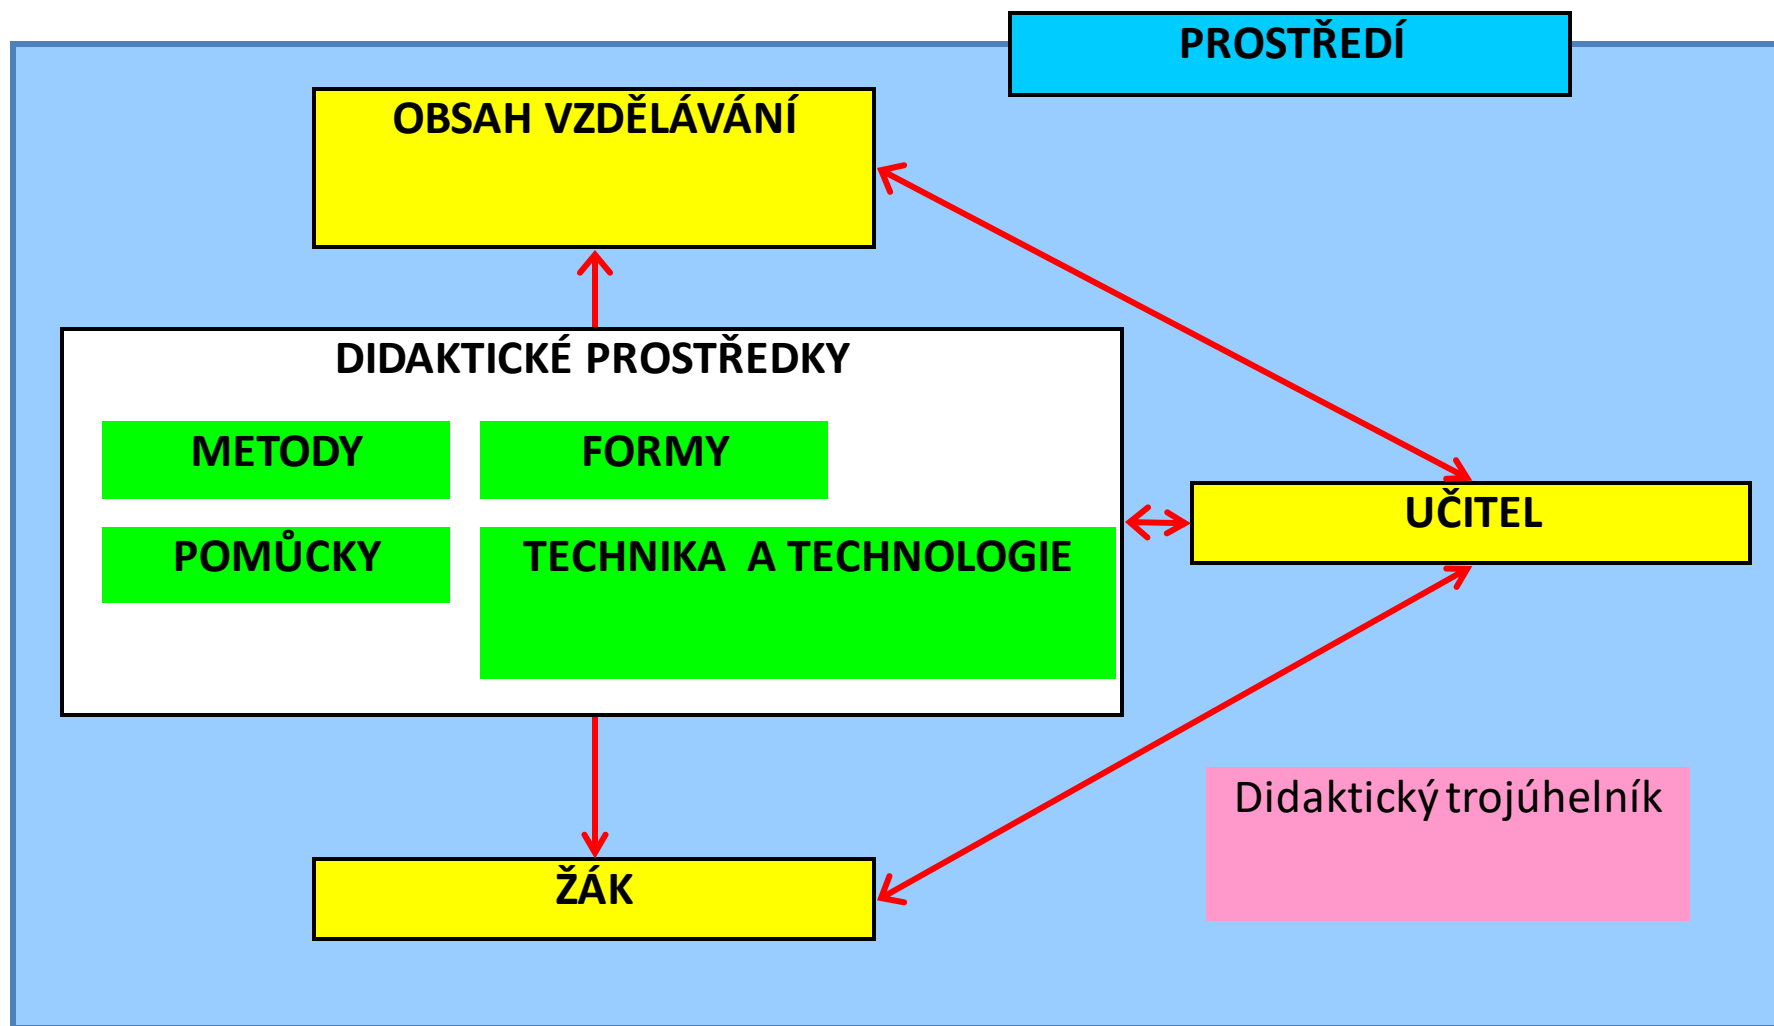 PROSTŘEDÍ
OBSAH VZDĚLÁVÁNÍ
DIDAKTICKÉ PROSTŘEDKY
METODY
FORMY
UČITEL
POMŮCKY
TECHNIKA A TECHNOLOGIE
Didaktický trojúhelník
ŽÁK